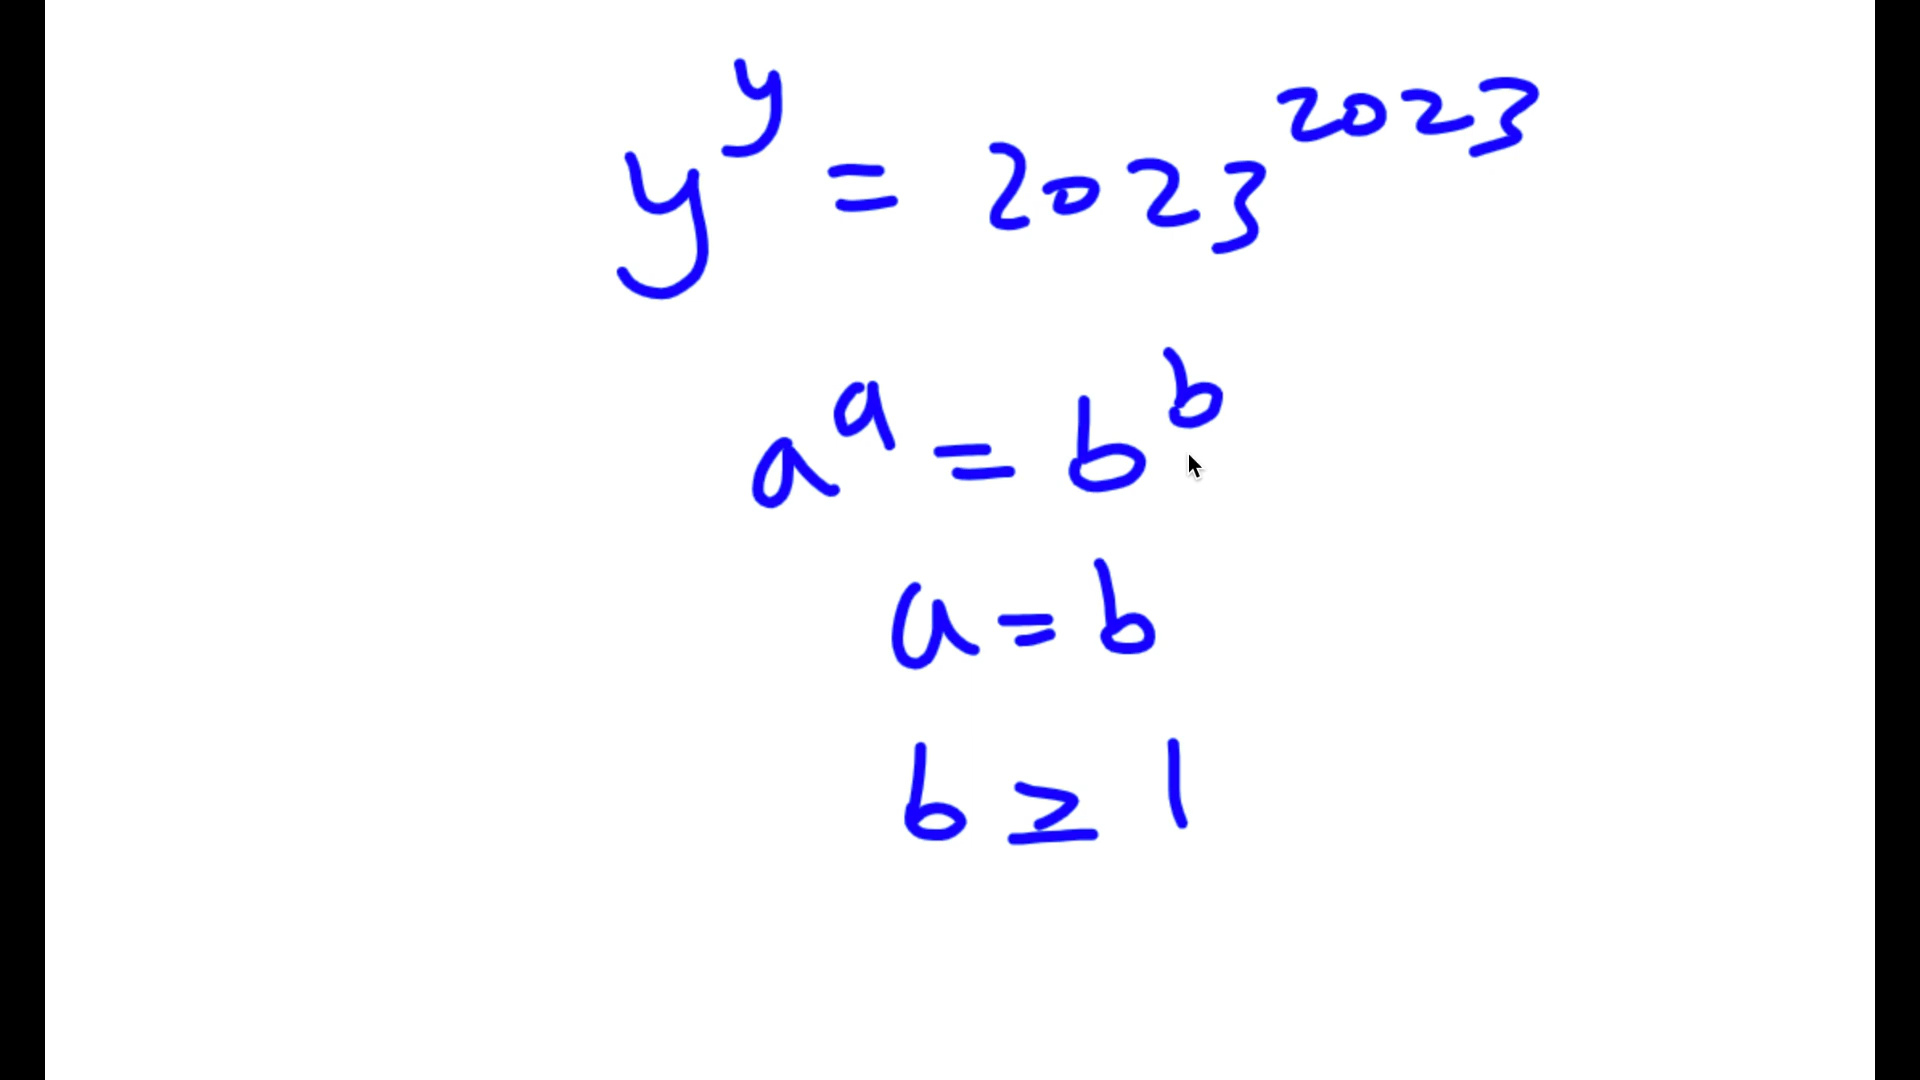 y^y = 2023^2023
a^a = b^b
a = b
b ≥ 1